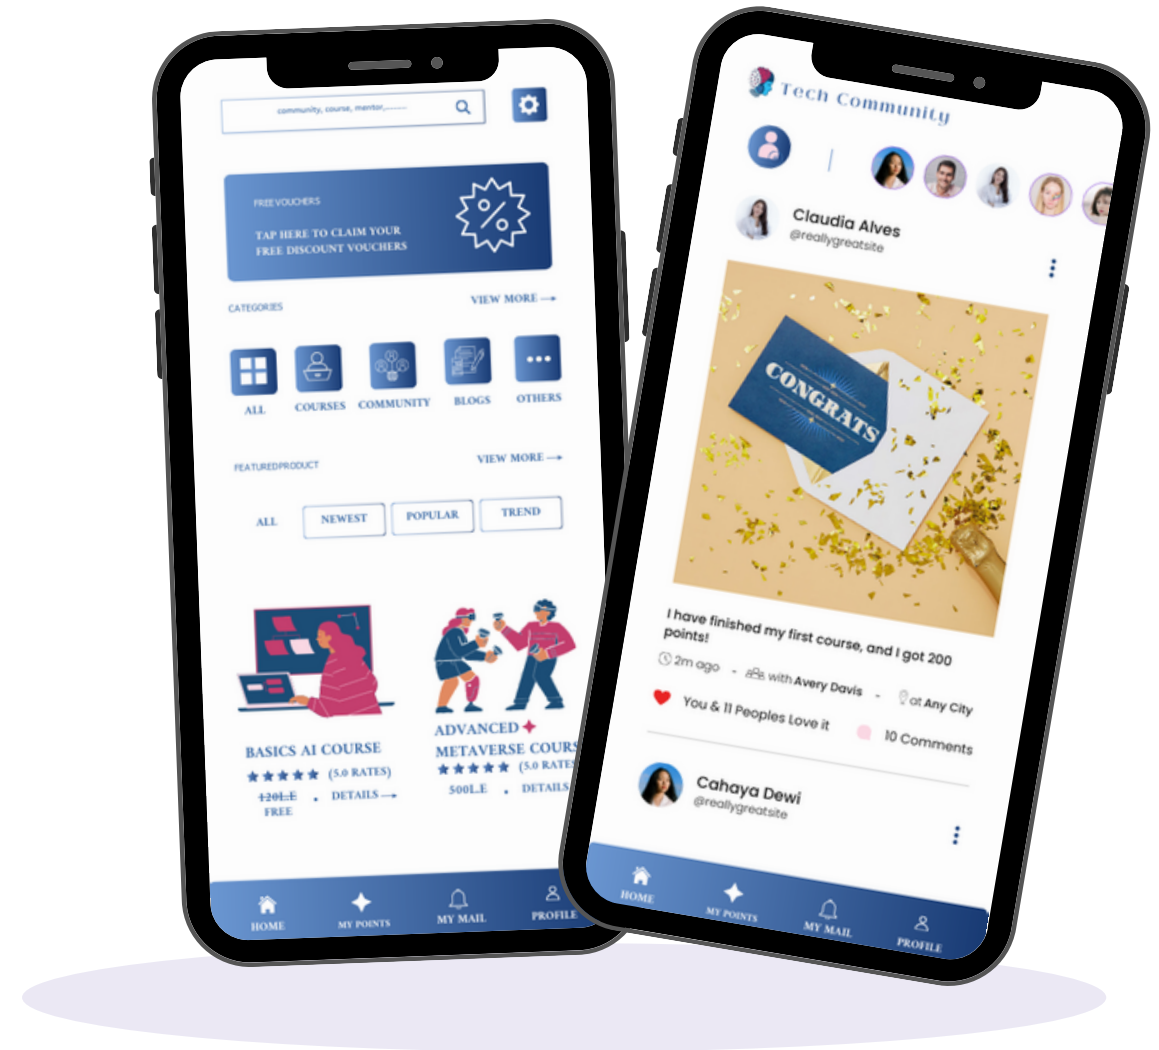 community, course, mentor,..........
FREE VOUCHERS
TAP HERE TO CLAIM YOUR
FREE DISCOUNT VOUCHERS
CATEGORIES
VIEW MORE
ALL
COURSES
COMMUNITY
BLOGS
OTHERS
FEATURED PRODUCT
VIEW MORE
ALL
NEWEST
POPULAR
TREND
BASICS AI COURSE
(5.0 RATES)
120L.E
DETAILS
FREE
ADVANCED
METAVERSE COURS
(5.0 RATES
500L.E
DETAILS
HOME
MY POINTS
MY MAIL
PROFILE
Tech Community
Claudia Alves
@reallygreatsite
CONGRATS
I have finished my first course, and I got 200
points!
2m ago - with Avery Davis - at Any City
You & 11 Peoples Love it
10 Comments
Cahaya Dewi
@reallygreatsite
HOME
MY POINTS
MY MAIL
PROFILE